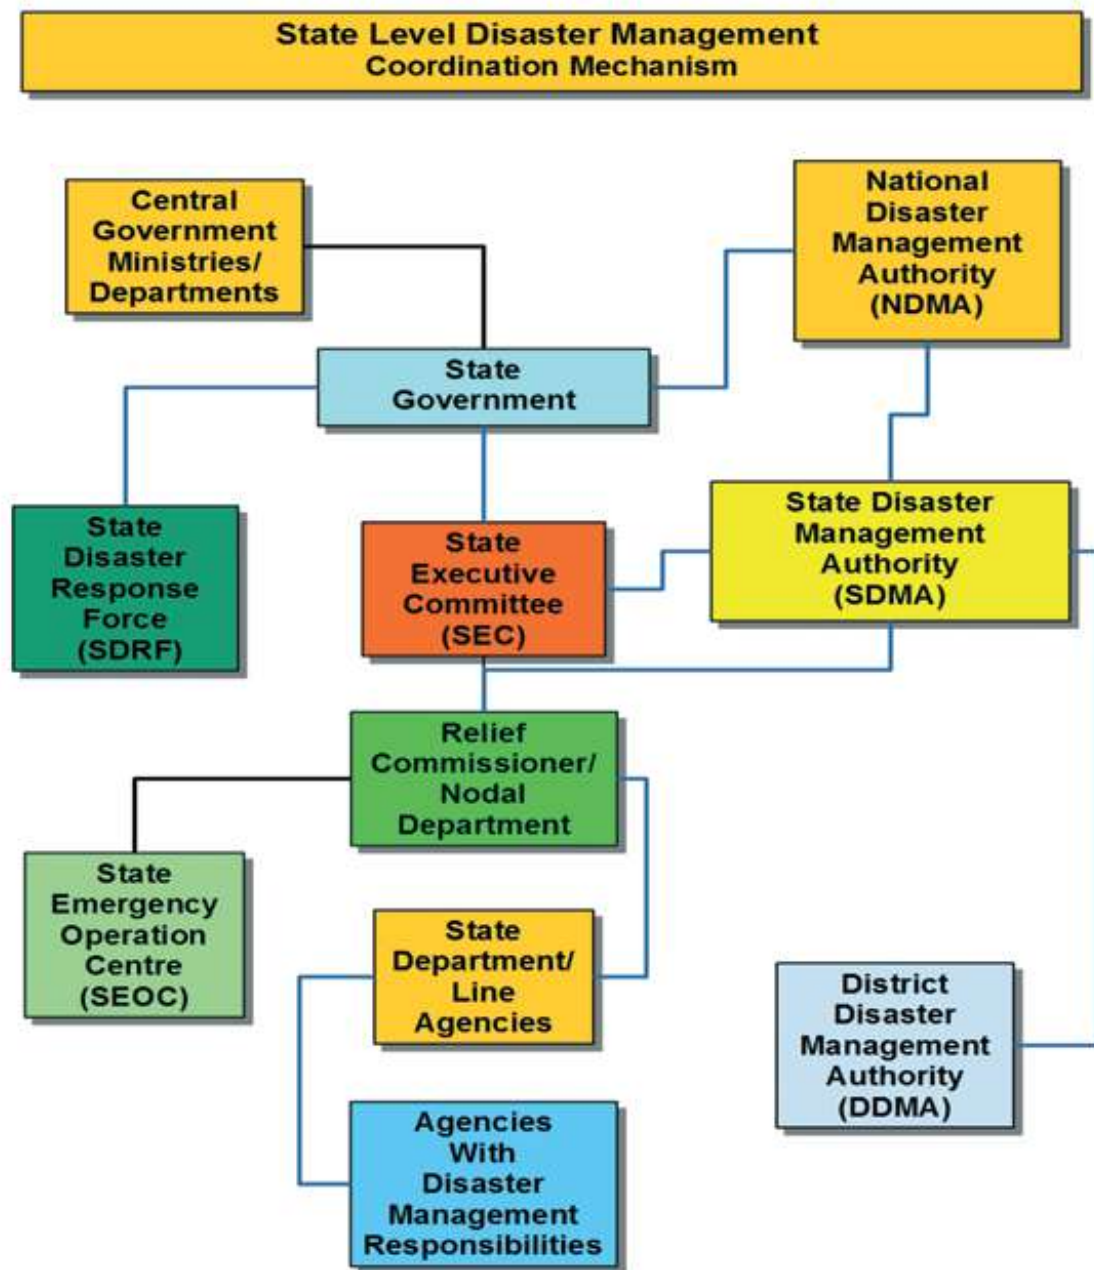 State Level Disaster Management
Coordination Mechanism
Central
Government
Ministries/
Departments
National
Disaster
Management
Authority
(NDMA)
State
Government
State
Disaster
Response
Force
(SDRF)
State
Executive
Committee
(SEC)
State Disaster
Management
Authority
(SDMA)
Relief
Commissioner/
Nodal
Department
State
Emergency
Operation
Centre
(SEOC)
State
Department/
Line
Agencies
District
Disaster
Management
Authority
(DDMA)
Agencies
With
Disaster
Management
Responsibilities